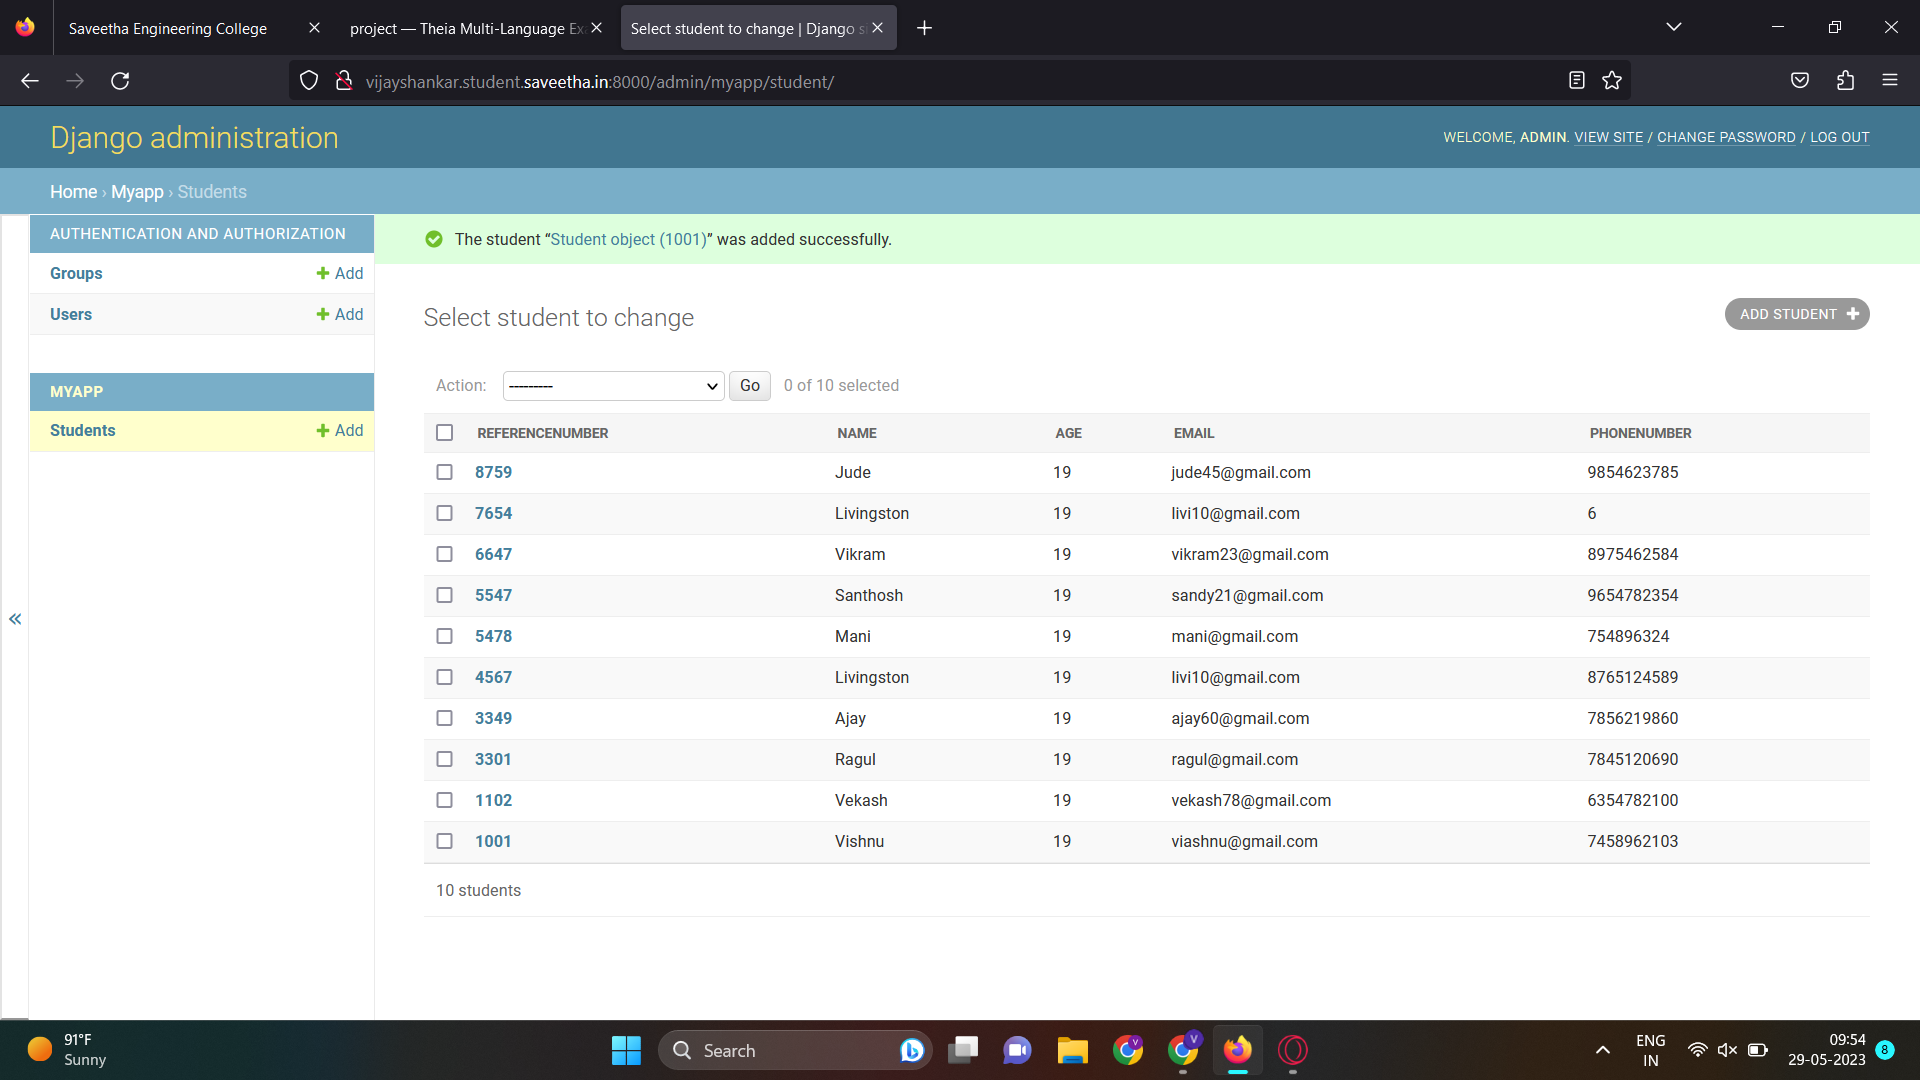 Saveetha Engineering College
project — Theia Multi-Language Ex
Select student to change | Django s
vijayshankar.student.saveetha.in:8000/admin/myapp/student/
Django administration
WELCOME, ADMIN. VIEW SITE / CHANGE PASSWORD / LOG OUT
Home › Myapp › Students
AUTHENTICATION AND AUTHORIZATION
Groups + Add
Users + Add
MYAPP
Students + Add
«
The student “Student object (1001)” was added successfully.
Select student to change
ADD STUDENT +
Action: --------- Go 0 of 10 selected
REFERENCENUMBER NAME AGE EMAIL PHONENUMBER
8759 Jude 19 jude45@gmail.com 9854623785
7654 Livingston 19 livi10@gmail.com 6
6647 Vikram 19 vikram23@gmail.com 8975462584
5547 Santhosh 19 sandy21@gmail.com 9654782354
5478 Mani 19 mani@gmail.com 754896324
4567 Livingston 19 livi10@gmail.com 8765124589
3349 Ajay 19 ajay60@gmail.com 7856219860
3301 Ragul 19 ragul@gmail.com 7845120690
1102 Vekash 19 vekash78@gmail.com 6354782100
1001 Vishnu 19 viashnu@gmail.com 7458962103
10 students
91°F
Sunny
Search
V
V
ENG
IN
09:54
29-05-2023
8